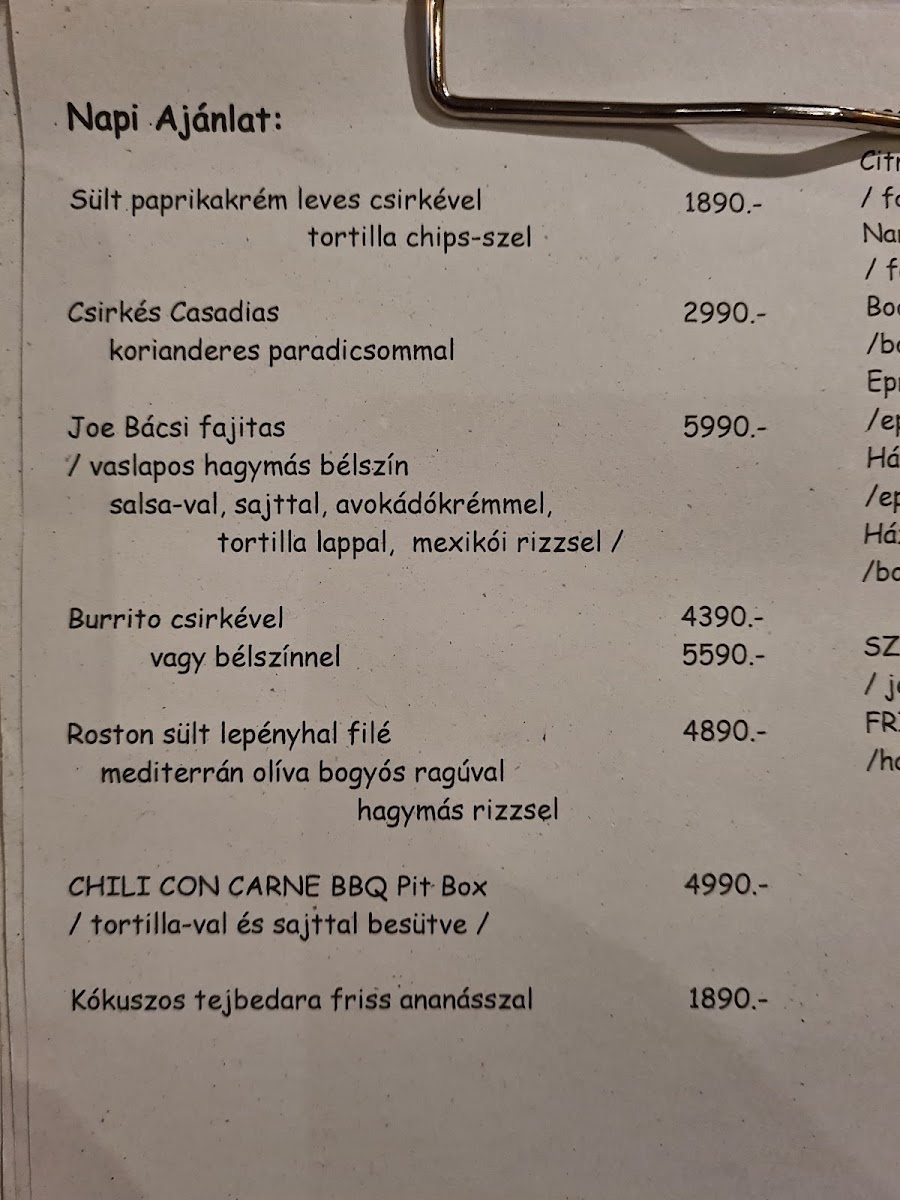 Napi Ajánlat:
Sült paprikakrém leves csirkével 1890.-
tortilla chips-szel
Csirkés Casadias 2990.-
korianderes paradicsommal
Joe Bácsi fajitas 5990.-
/ vaslapos hagymás bélszín
salsa-val, sajttal, avokádókrémmel,
tortilla lappal, mexikói rizzsel /
Burrito csirkével 4390.-
vagy bélszínnel 5590.-
Roston sült lepényhal filé 4890.-
mediterrán olíva bogyós ragúval
hagymás rizzsel
CHILI CON CARNE BBQ Pit Box 4990.-
/ tortilla-val és sajttal besütve /
Kókuszos tejbedara friss ananásszal 1890.-